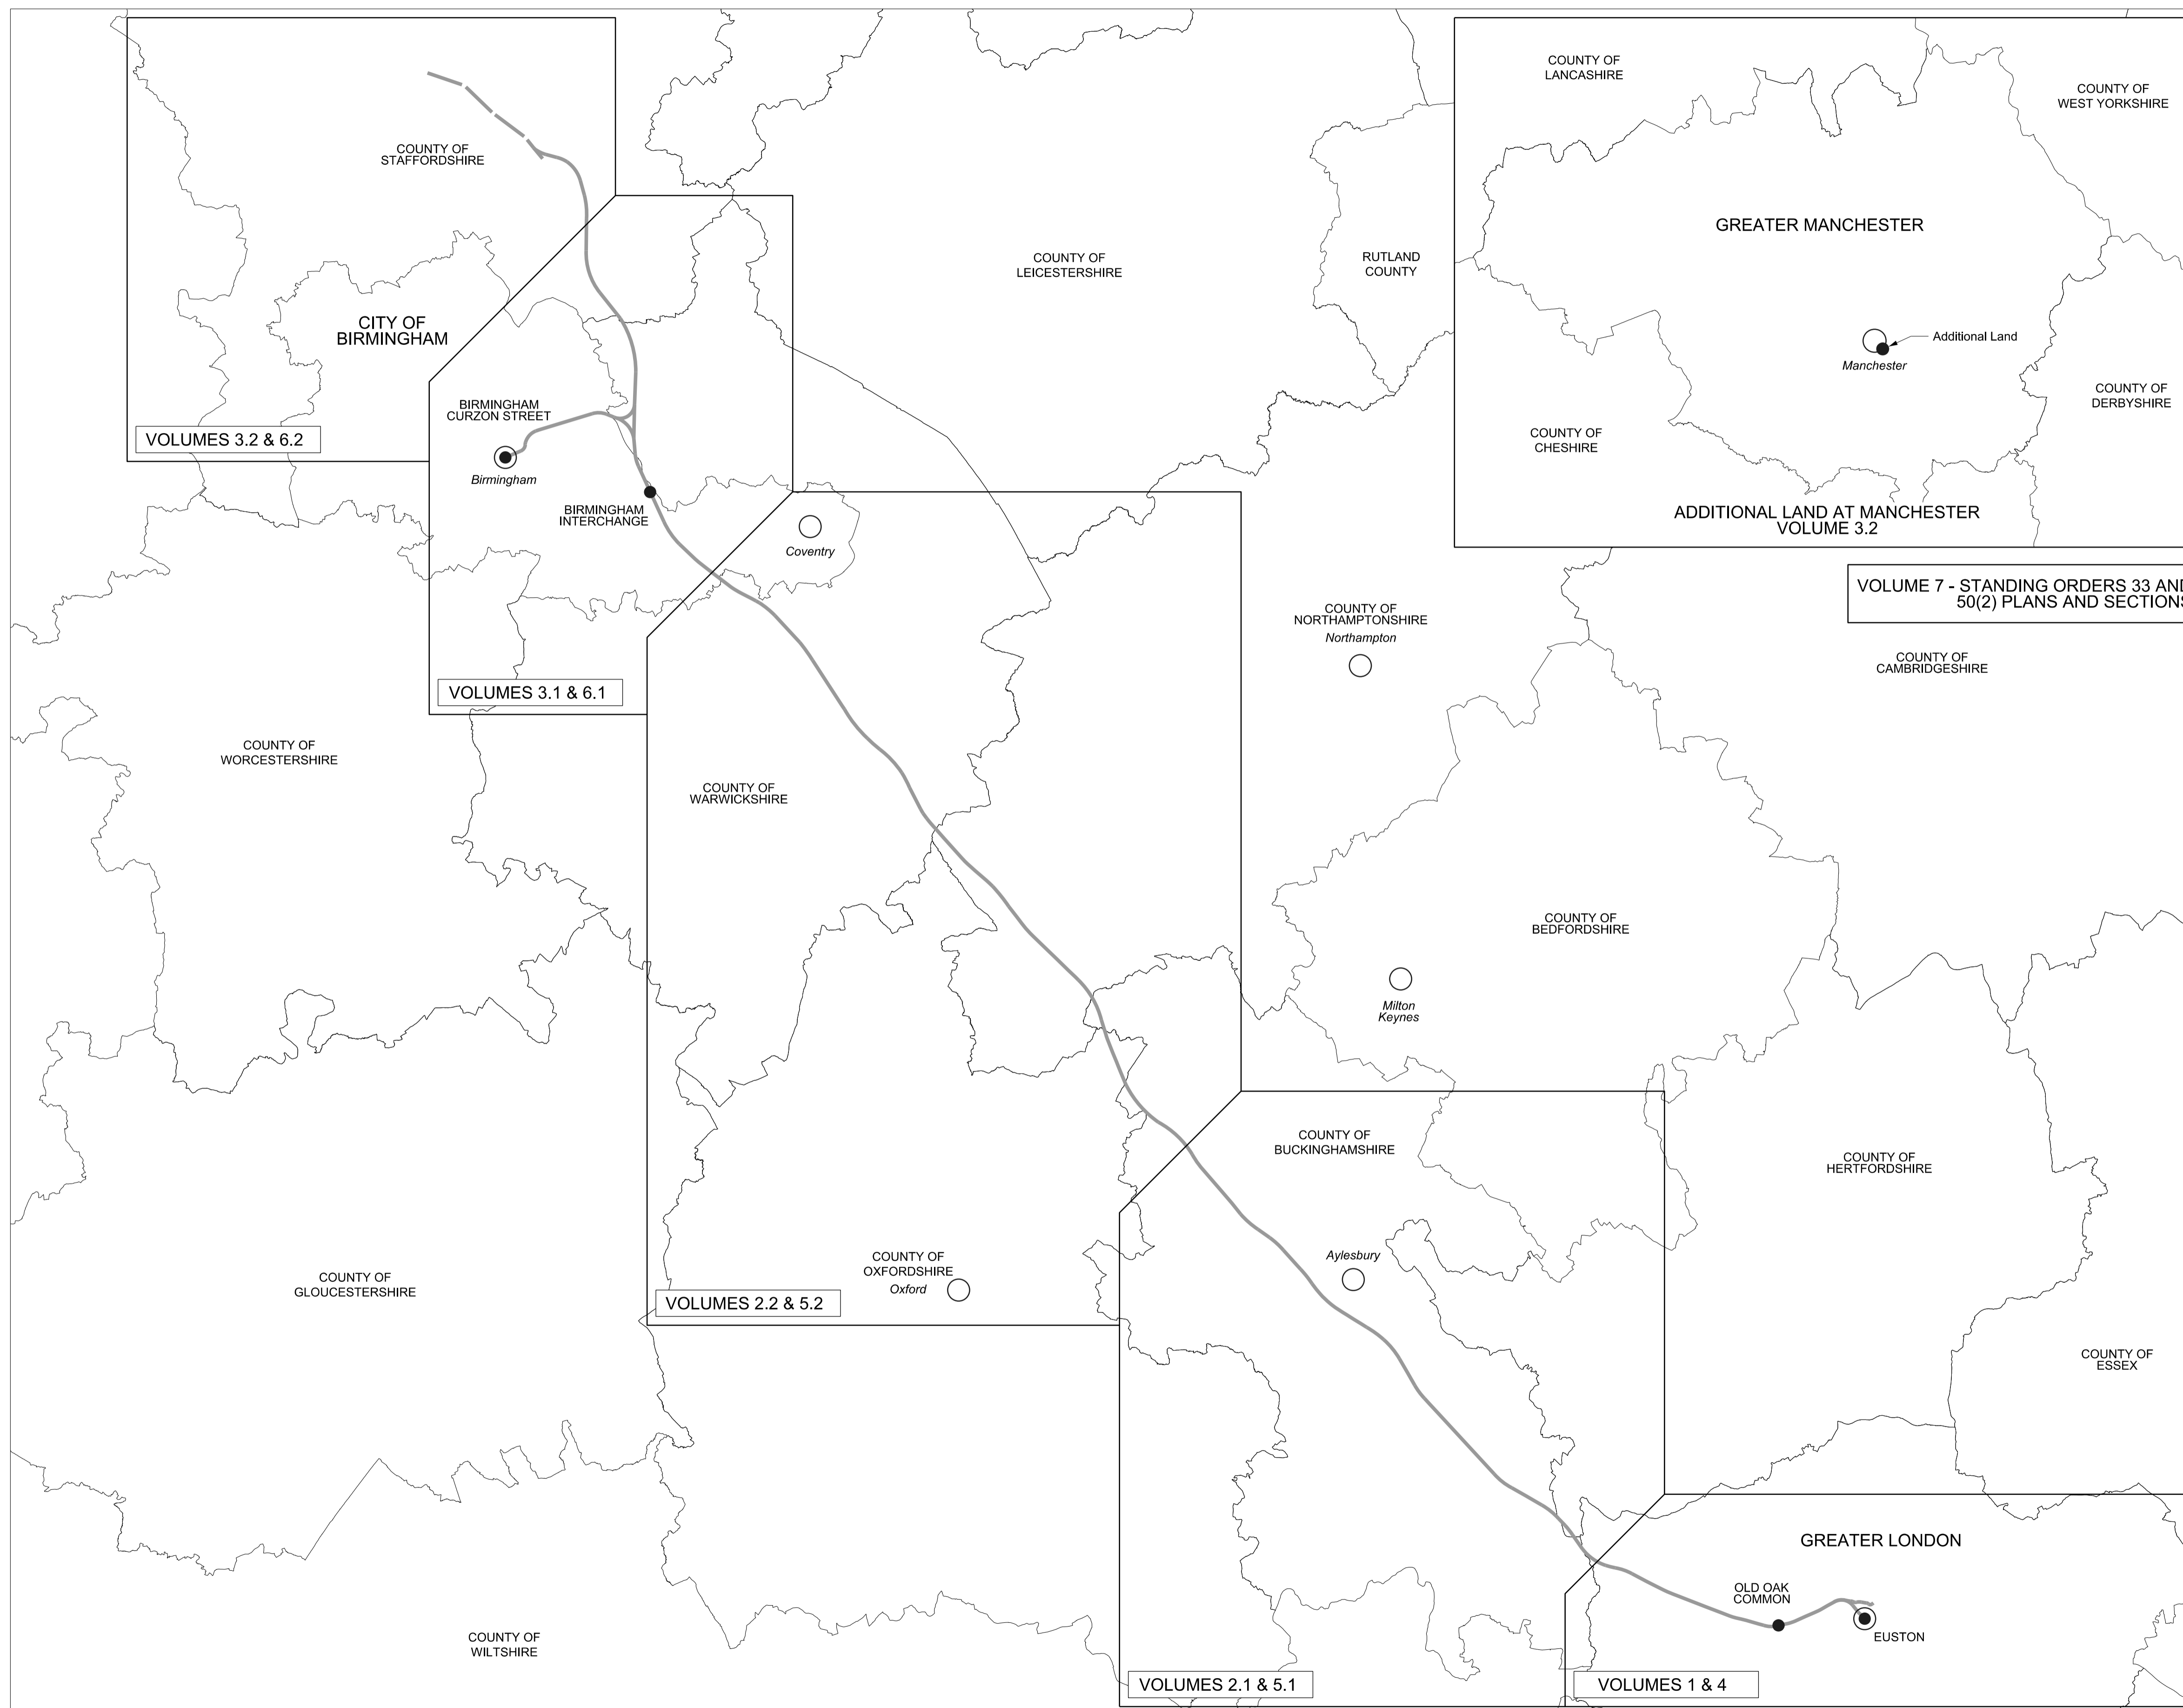 COUNTY OF
STAFFORDSHIRE
CITY OF
BIRMINGHAM
VOLUMES 3.2 & 6.2
BIRMINGHAM
CURZON STREET
Birmingham
BIRMINGHAM
INTERCHANGE
VOLUMES 3.1 & 6.1
COUNTY OF
LEICESTERSHIRE
RUTLAND
COUNTY
COUNTY OF
LANCASHIRE
COUNTY OF
WEST YORKSHIRE
GREATER MANCHESTER
Additional Land
Manchester
COUNTY OF
DERBYSHIRE
COUNTY OF
CHESHIRE
ADDITIONAL LAND AT MANCHESTER
VOLUME 3.2
VOLUME 7 - STANDING ORDERS 33 AND
50(2) PLANS AND SECTIONS
Coventry
COUNTY OF
NORTHAMPTONSHIRE
Northampton
COUNTY OF
CAMBRIDGESHIRE
COUNTY OF
WORCESTERSHIRE
COUNTY OF
WARWICKSHIRE
COUNTY OF
BEDFORDSHIRE
Milton
Keynes
COUNTY OF
BUCKINGHAMSHIRE
COUNTY OF
HERTFORDSHIRE
COUNTY OF
GLOUCESTERSHIRE
COUNTY OF
OXFORDSHIRE
Oxford
VOLUMES 2.2 & 5.2
Aylesbury
COUNTY OF
ESSEX
COUNTY OF
WILTSHIRE
GREATER LONDON
OLD OAK
COMMON
EUSTON
VOLUMES 2.1 & 5.1
VOLUMES 1 & 4